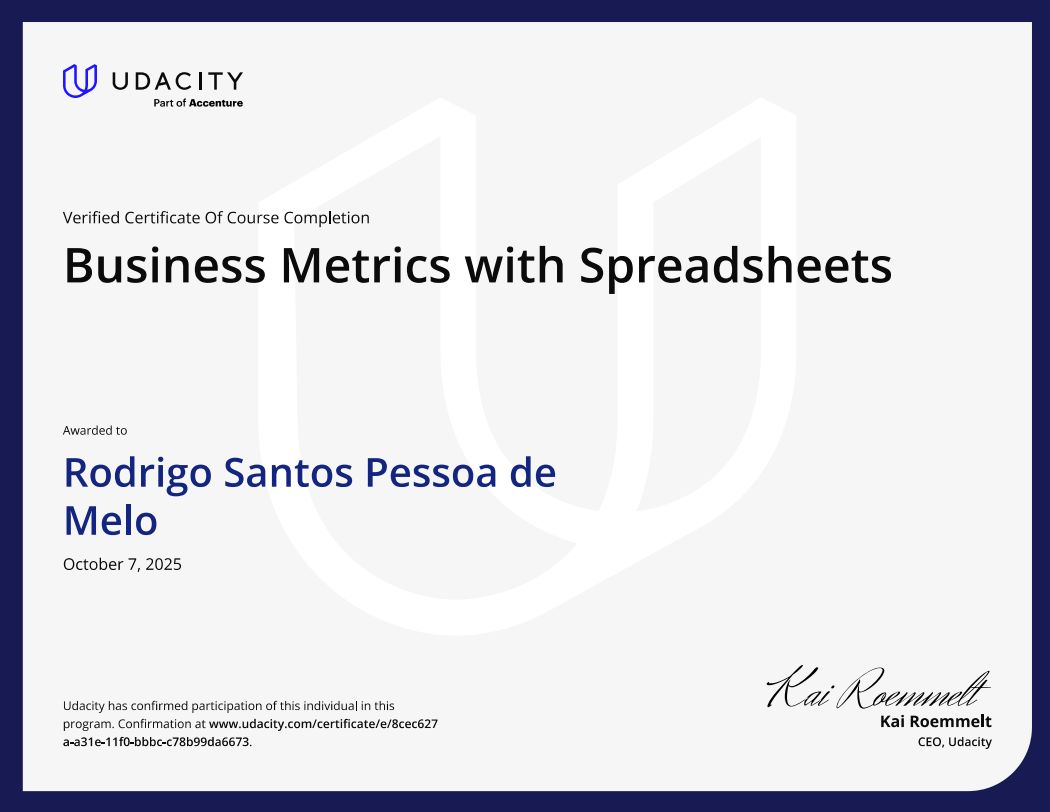 UDACITY
Part of Accenture
Verified Certificate Of Course Completion
Business Metrics with Spreadsheets
Awarded to
Rodrigo Santos Pessoa de
Melo
October 7, 2025
Kai Roemmelt
Udacity has confirmed participation of this individual in this
program. Confirmation at www.udacity.com/certificate/e/8cec627
a-a31e-11f0-bbbc-c78b99da6673.
Kai Roemmelt
CEO, Udacity